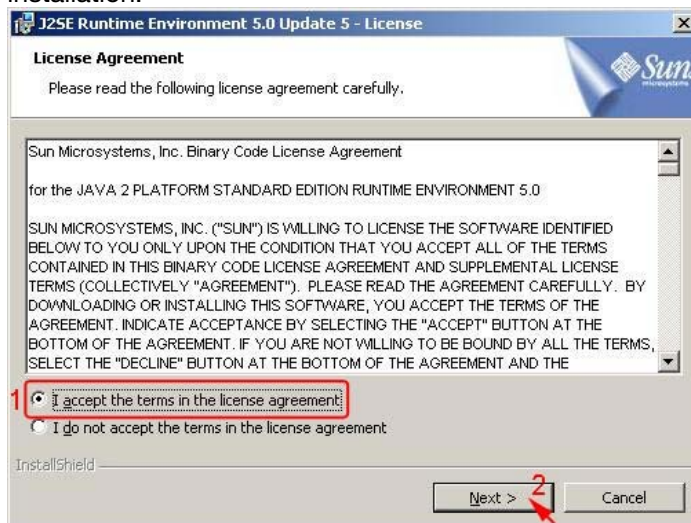 installation.
J2SE Runtime Environment 5.0 Update 5 - License
License Agreement
Please read the following license agreement carefully.
Sun
microsystems
Sun Microsystems, Inc. Binary Code License Agreement
for the JAVA 2 PLATFORM STANDARD EDITION RUNTIME ENVIRONMENT 5.0
SUN MICROSYSTEMS, INC. ("SUN") IS WILLING TO LICENSE THE SOFTWARE IDENTIFIED
BELOW TO YOU ONLY UPON THE CONDITION THAT YOU ACCEPT ALL OF THE TERMS
CONTAINED IN THIS BINARY CODE LICENSE AGREEMENT AND SUPPLEMENTAL LICENSE
TERMS (COLLECTIVELY "AGREEMENT"). PLEASE READ THE AGREEMENT CAREFULLY. BY
DOWNLOADING OR INSTALLING THIS SOFTWARE, YOU ACCEPT THE TERMS OF THE
AGREEMENT. INDICATE ACCEPTANCE BY SELECTING THE "ACCEPT" BUTTON AT THE
BOTTOM OF THE AGREEMENT. IF YOU ARE NOT WILLING TO BE BOUND BY ALL THE TERMS,
SELECT THE "DECLINE" BUTTON AT THE BOTTOM OF THE AGREEMENT AND THE
1 I accept the terms in the license agreement
I do not accept the terms in the license agreement
InstallShield
Next > 2 Cancel